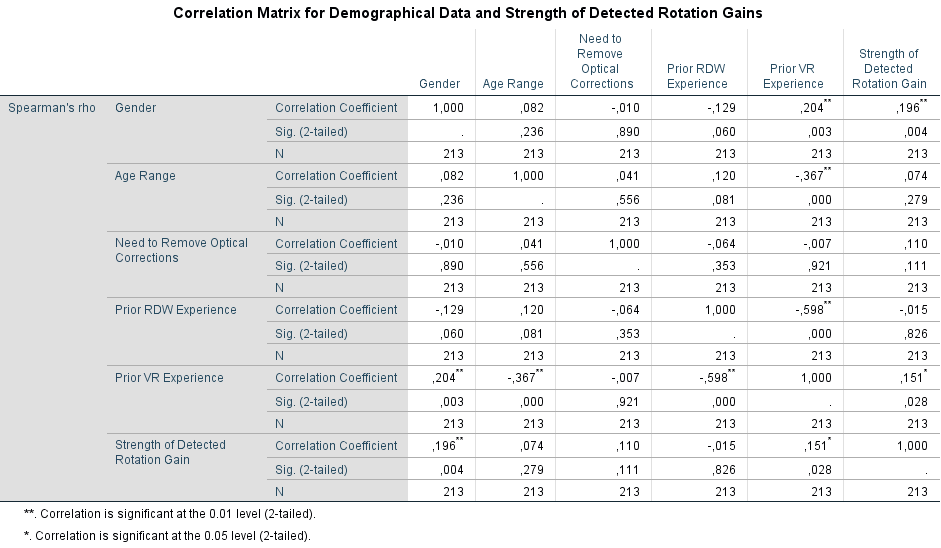 Correlation Matrix for Demographical Data and Strength of Detected Rotation Gains
Gender Age Range Need to Remove Optical Corrections Prior RDW Experience Prior VR Experience Strength of Detected Rotation Gain
Spearman's rho Gender Correlation Coefficient 1,000 ,082 -,010 -,129 ,204** ,196**
Sig. (2-tailed) . ,236 ,890 ,060 ,003 ,004
N 213 213 213 213 213 213
Age Range Correlation Coefficient ,082 1,000 ,041 ,120 -,367** ,074
Sig. (2-tailed) ,236 . ,556 ,081 ,000 ,279
N 213 213 213 213 213 213
Need to Remove Optical Corrections Correlation Coefficient -,010 ,041 1,000 -,064 -,007 ,110
Sig. (2-tailed) ,890 ,556 . ,353 ,921 ,111
N 213 213 213 213 213 213
Prior RDW Experience Correlation Coefficient -,129 ,120 -,064 1,000 -,598** -,015
Sig. (2-tailed) ,060 ,081 ,353 . ,000 ,826
N 213 213 213 213 213 213
Prior VR Experience Correlation Coefficient ,204** -,367** -,007 -,598** 1,000 ,151*
Sig. (2-tailed) ,003 ,000 ,921 ,000 . ,028
N 213 213 213 213 213 213
Strength of Detected Rotation Gain Correlation Coefficient ,196** ,074 ,110 -,015 ,151* 1,000
Sig. (2-tailed) ,004 ,279 ,111 ,826 ,028 .
N 213 213 213 213 213 213
**. Correlation is significant at the 0.01 level (2-tailed).
*. Correlation is significant at the 0.05 level (2-tailed).